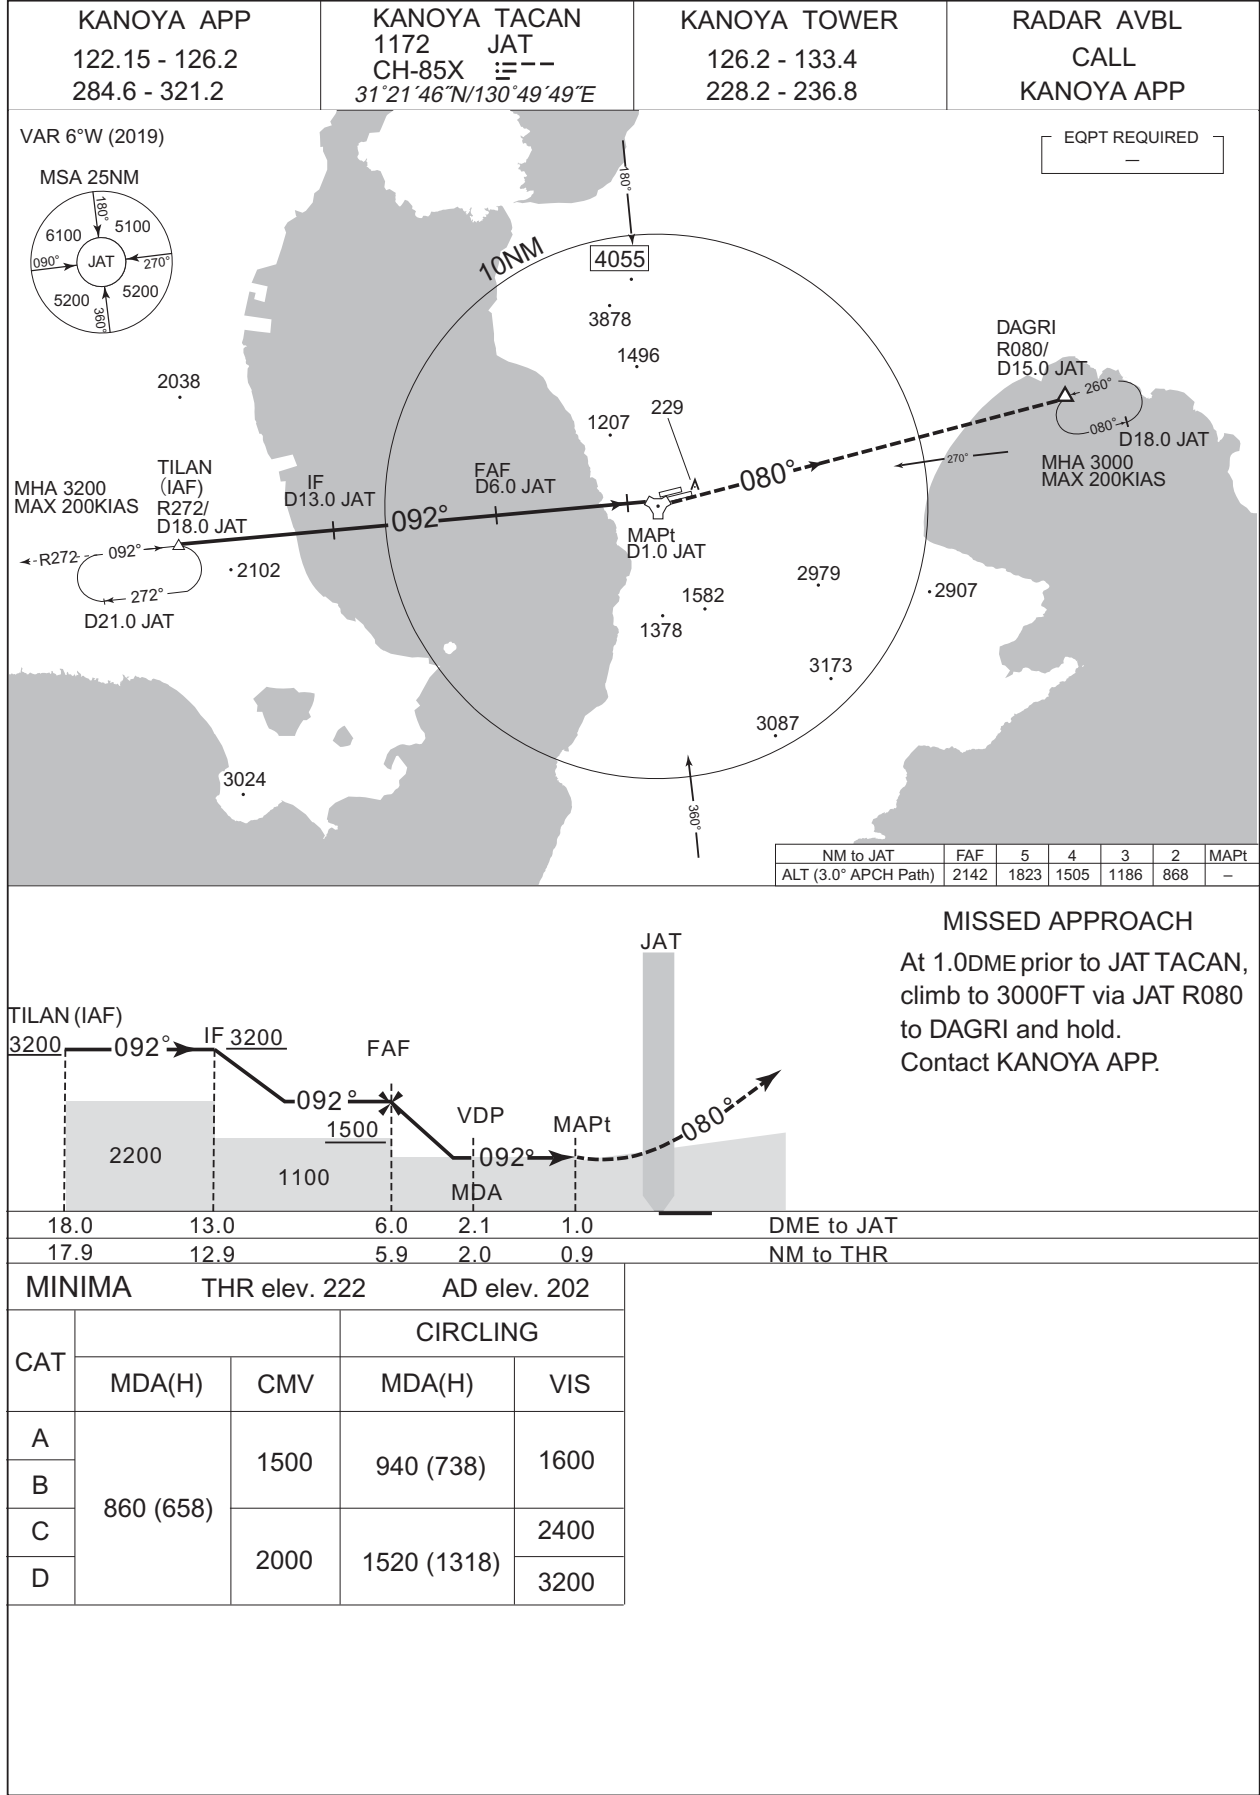 KANOYA APP
122.15 - 126.2
284.6 - 321.2
KANOYA TACAN
1172 JAT
CH-85X
31°21´46˝N/130°49´49˝E
KANOYA TOWER
126.2 - 133.4
228.2 - 236.8
RADAR AVBL
CALL
KANOYA APP
VAR 6°W (2019)
EQPT REQUIRED
–
MSA 25NM
180°
6100
5100
090°
JAT
270°
5200
5200
360°
180°
10NM
4055
3878
1496
2038
1207
229
DAGRI
R080/
D15.0 JAT
260°
080°
D18.0 JAT
MHA 3000
MAX 200KIAS
270°
080°
A
TILAN
(IAF)
R272/
D18.0 JAT
MHA 3200
MAX 200KIAS
IF
D13.0 JAT
FAF
D6.0 JAT
092°
MAPt
D1.0 JAT
R272
092°
272°
D21.0 JAT
2102
2979
2907
1582
1378
3173
3087
3024
360°
NM to JAT FAF 5 4 3 2 MAPt
ALT (3.0° APCH Path) 2142 1823 1505 1186 868 –
MISSED APPROACH
At 1.0DME prior to JAT TACAN,
climb to 3000FT via JAT R080
to DAGRI and hold.
Contact KANOYA APP.
JAT
TILAN (IAF)
3200
092°
IF 3200
FAF
092°
1500
VDP
MAPt
092°
080°
2200
1100
MDA
18.0 13.0 6.0 2.1 1.0 DME to JAT
17.9 12.9 5.9 2.0 0.9 NM to THR
MINIMA THR elev. 222 AD elev. 202
CAT
CIRCLING
MDA(H) CMV MDA(H) VIS
A
B
C
D
860 (658)
1500
2000
940 (738)
1520 (1318)
1600
2400
3200